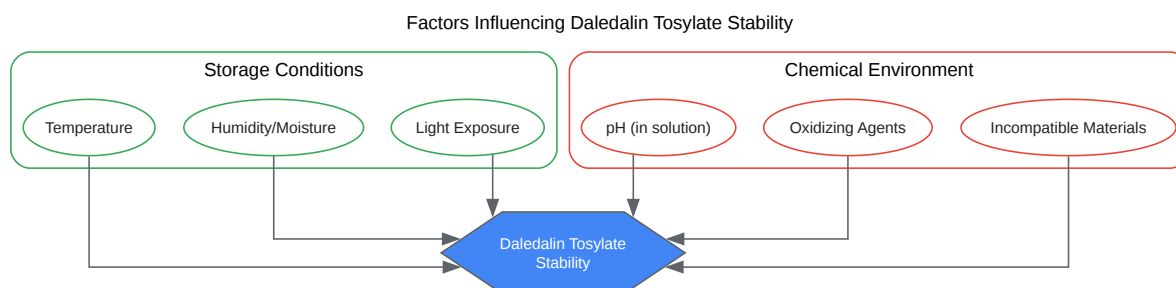 Factors Influencing Daledalin Tosylate Stability
Storage Conditions
Chemical Environment
Temperature
Humidity/Moisture
Light Exposure
pH (in solution)
Oxidizing Agents
Incompatible Materials
Daledalin Tosylate
Stability